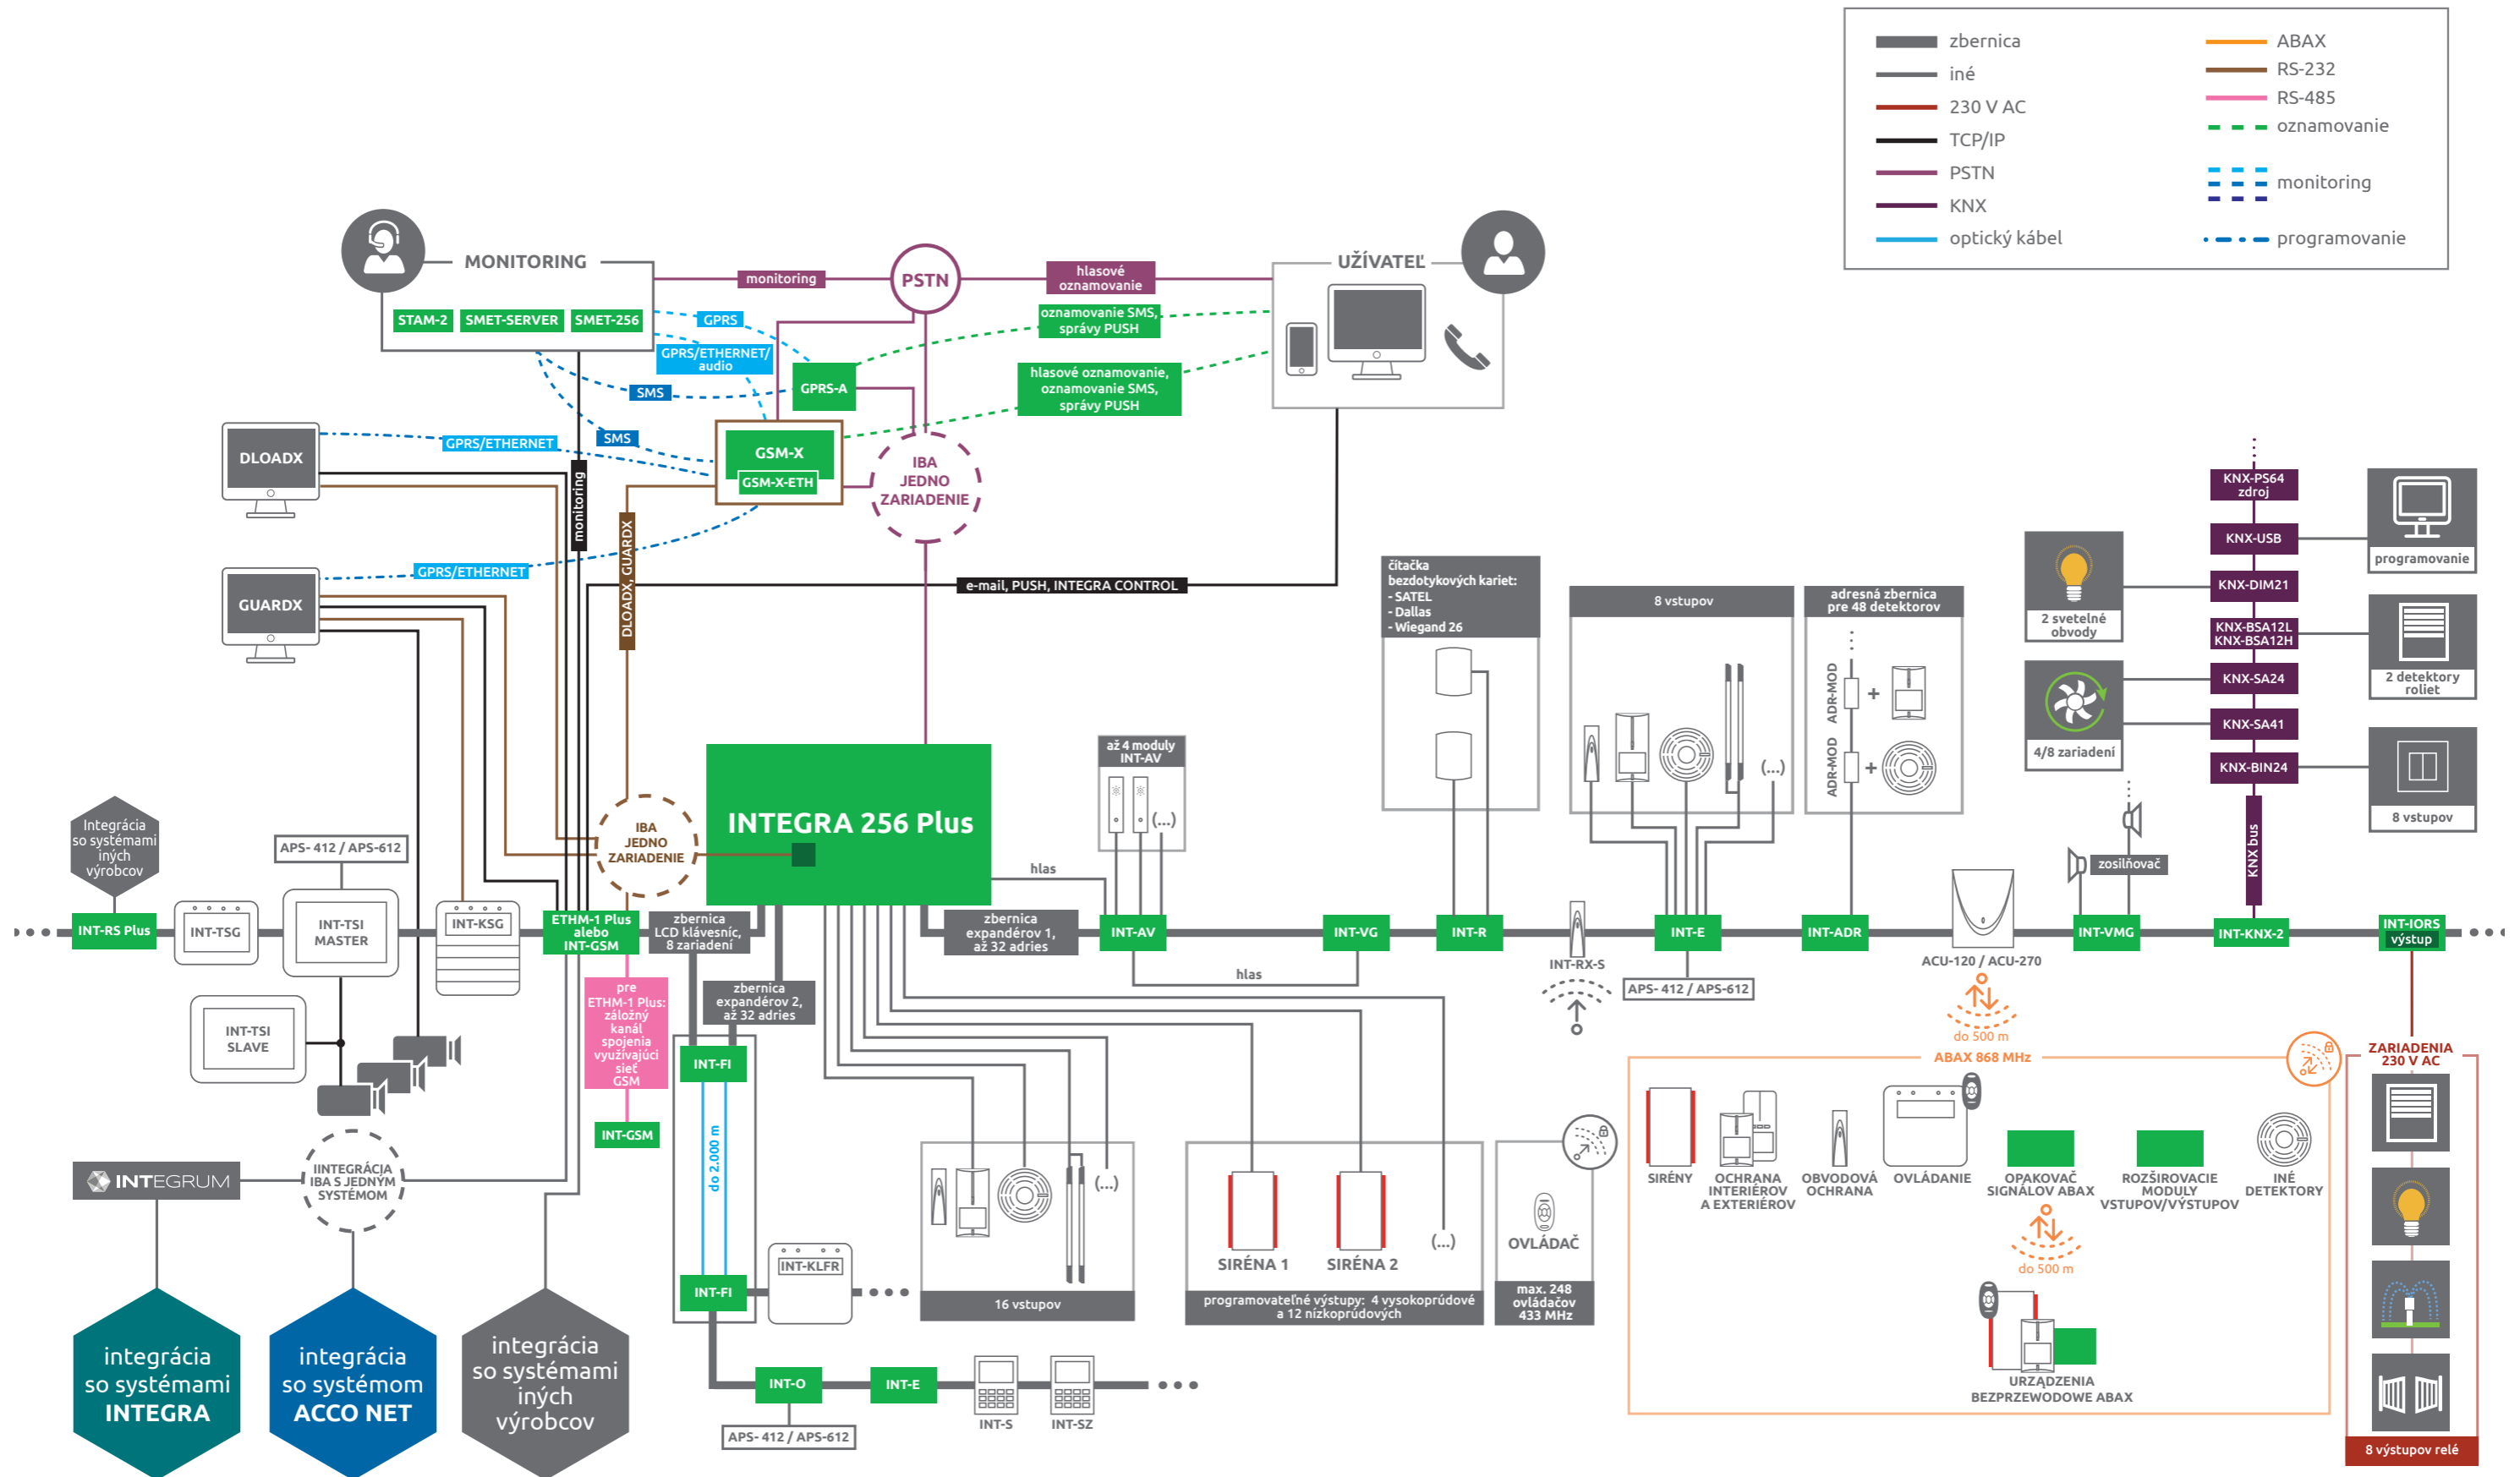 zbernica
iné
230 V AC
TCP/IP
PSTN
KNX
optický kábel
ABAX
RS-232
RS-485
oznamovanie
monitoring
programovanie
MONITORING
STAM-2
SMET-SERVER
SMET-256
monitoring
PSTN
hlasové
oznamovanie
UŽÍVATEĽ
GPRS
GPRS/ETHERNET/
audio
SMS
GPRS-A
oznamovanie SMS,
správy PUSH
hlasové oznamovanie,
oznamovanie SMS,
správy PUSH
DLOADX
GPRS/ETHERNET
SMS
GSM-X
GSM-X-ETH
IBA
JEDNO
ZARIADENIE
monitoring
DLOADX, GUARDX
GUARDX
GPRS/ETHERNET
e-mail, PUSH, INTEGRA CONTROL
čítačka
bezdotykových kariet:
- SATEL
- Dallas
- Wiegand 26
8 vstupov
(...)
adresná zbernica
pre 48 detektorov
ADR-MOD
+
ADR-MOD
+
2 svetelné
obvody
4/8 zariadení
KNX-PS64
zdroj
KNX-USB
KNX-DIM21
KNX-BSA12L
KNX-BSA12H
KNX-SA24
KNX-SA41
KNX-BIN24
KNX bus
programovanie
2 detektory
roliet
8 vstupov
až 4 moduly
INT-AV
(...)
INTEGRA 256 Plus
IBA
JEDNO
ZARIADENIE
hlas
zosilňovač
Integrácia
so systémami
iných
výrobcov
APS- 412 / APS-612
INT-RS Plus
INT-TSG
INT-TSI
MASTER
INT-KSG
ETHM-1 Plus
alebo
INT-GSM
zbernica
LCD klávesníc,
8 zariadení
zbernica
expandérov 1,
až 32 adries
INT-AV
INT-VG
INT-R
INT-RX-S
INT-E
INT-ADR
ACU-120 / ACU-270
INT-VMG
INT-KNX-2
INT-IORS
výstup
hlas
APS- 412 / APS-612
INT-TSI
SLAVE
pre
ETHM-1 Plus:
záložný
kanál
spojenia
využívajúci
sieť
GSM
INT-GSM
zbernica
expandérov 2,
až 32 adries
INT-FI
do 2.000 m
INT-FI
INT-KLFR
INT-O
INT-E
INT-S
INT-SZ
APS- 412 / APS-612
(...)
16 vstupov
SIRÉNA 1
SIRÉNA 2
(...)
programovateľné výstupy: 4 vysokoprúdové
a 12 nízkoprúdových
OVLÁDAČ
max. 248
ovládačov
433 MHz
do 500 m
ABAX 868 MHz
SIRÉNY
OCHRANA
INTERIÉROV
A EXTERIÉROV
OBVODOVÁ
OCHRANA
OVLÁDANIE
OPAKOVAČ
SIGNÁLOV ABAX
ROZŠIROVACIE
MODULY
VSTUPOV/VÝSTUPOV
INÉ
DETEKTORY
do 500 m
URZĄDZENIA
BEZPRZEWODOWE ABAX
ZARIADENIA
230 V AC
8 výstupov relé
INTEGRUM
IINTEGRÁCIA
IBA S JEDNÝM
SYSTÉMOM
integrácia
so systémami
INTEGRA
integrácia
so systémom
ACCO NET
integrácia
so systémami
iných
výrobcov